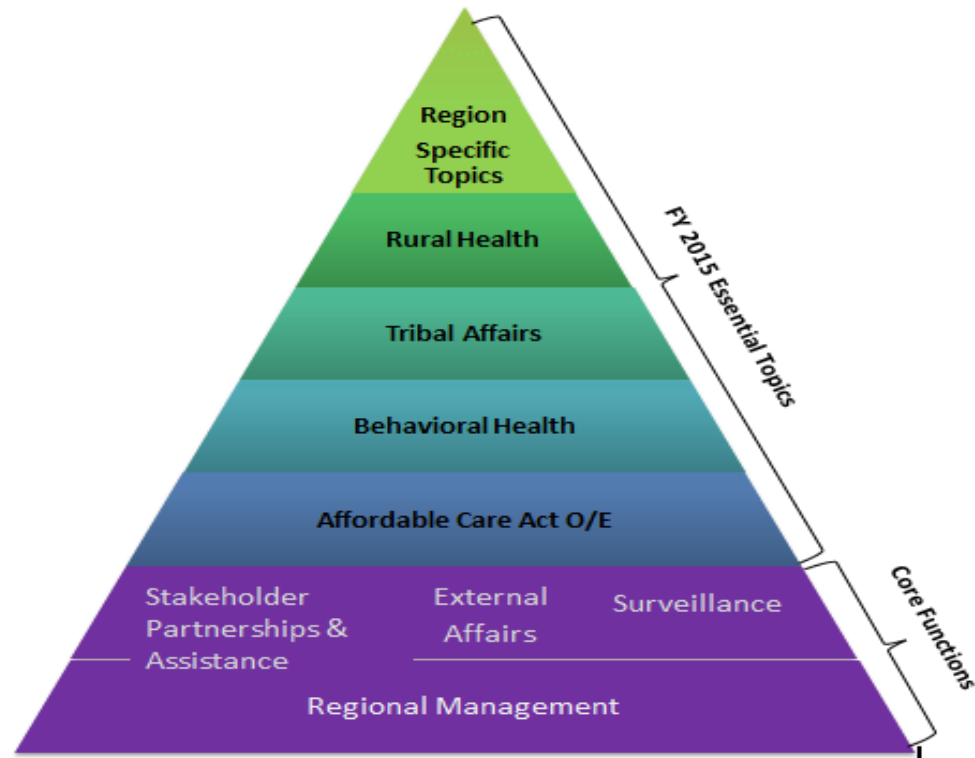 Region
Specific
Topics
Rural Health
Tribal Affairs
Behavioral Health
Affordable Care Act O/E
FY 2015 Essential Topics
Stakeholder
Partnerships &
Assistance
External
Affairs
Surveillance
Regional Management
Core Functions